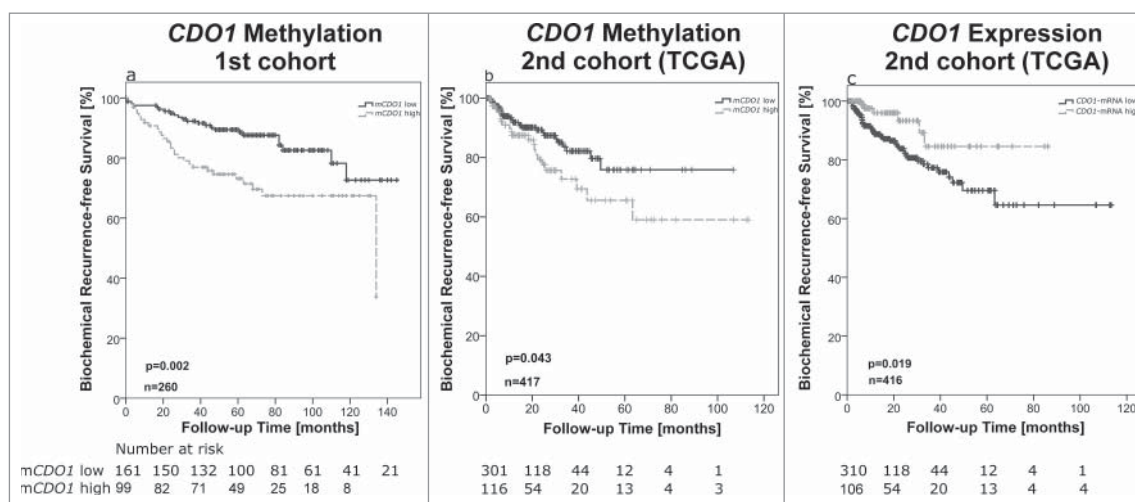 CDO1 Methylation
1st cohort
a
mCDO1 low
mCDO1 high
Biochemical Recurrence-free Survival [%]
100
80
60
40
20
0
p=0.002
n=260
0 20 40 60 80 100 120 140
Follow-up Time [months]
CDO1 Methylation
2nd cohort (TCGA)
b
mCDO1 low
mCDO1 high
Biochemical Recurrence-free Survival [%]
100
80
60
40
20
0
p=0.043
n=417
0 20 40 60 80 100 120
Follow-up Time [months]
CDO1 Expression
2nd cohort (TCGA)
c
CDO1-mRNA low
CDO1-mRNA high
Biochemical Recurrence-free Survival [%]
100
80
60
40
20
0
p=0.019
n=416
0 20 40 60 80 100 120
Follow-up Time [months]
Number at risk
mCDO1 low 161 150 132 100 81 61 41 21
mCDO1 high 99 82 71 49 25 18 8
301 118 44 12 4 1
116 54 20 13 4 3
310 118 44 12 4 1
106 54 20 13 4 4